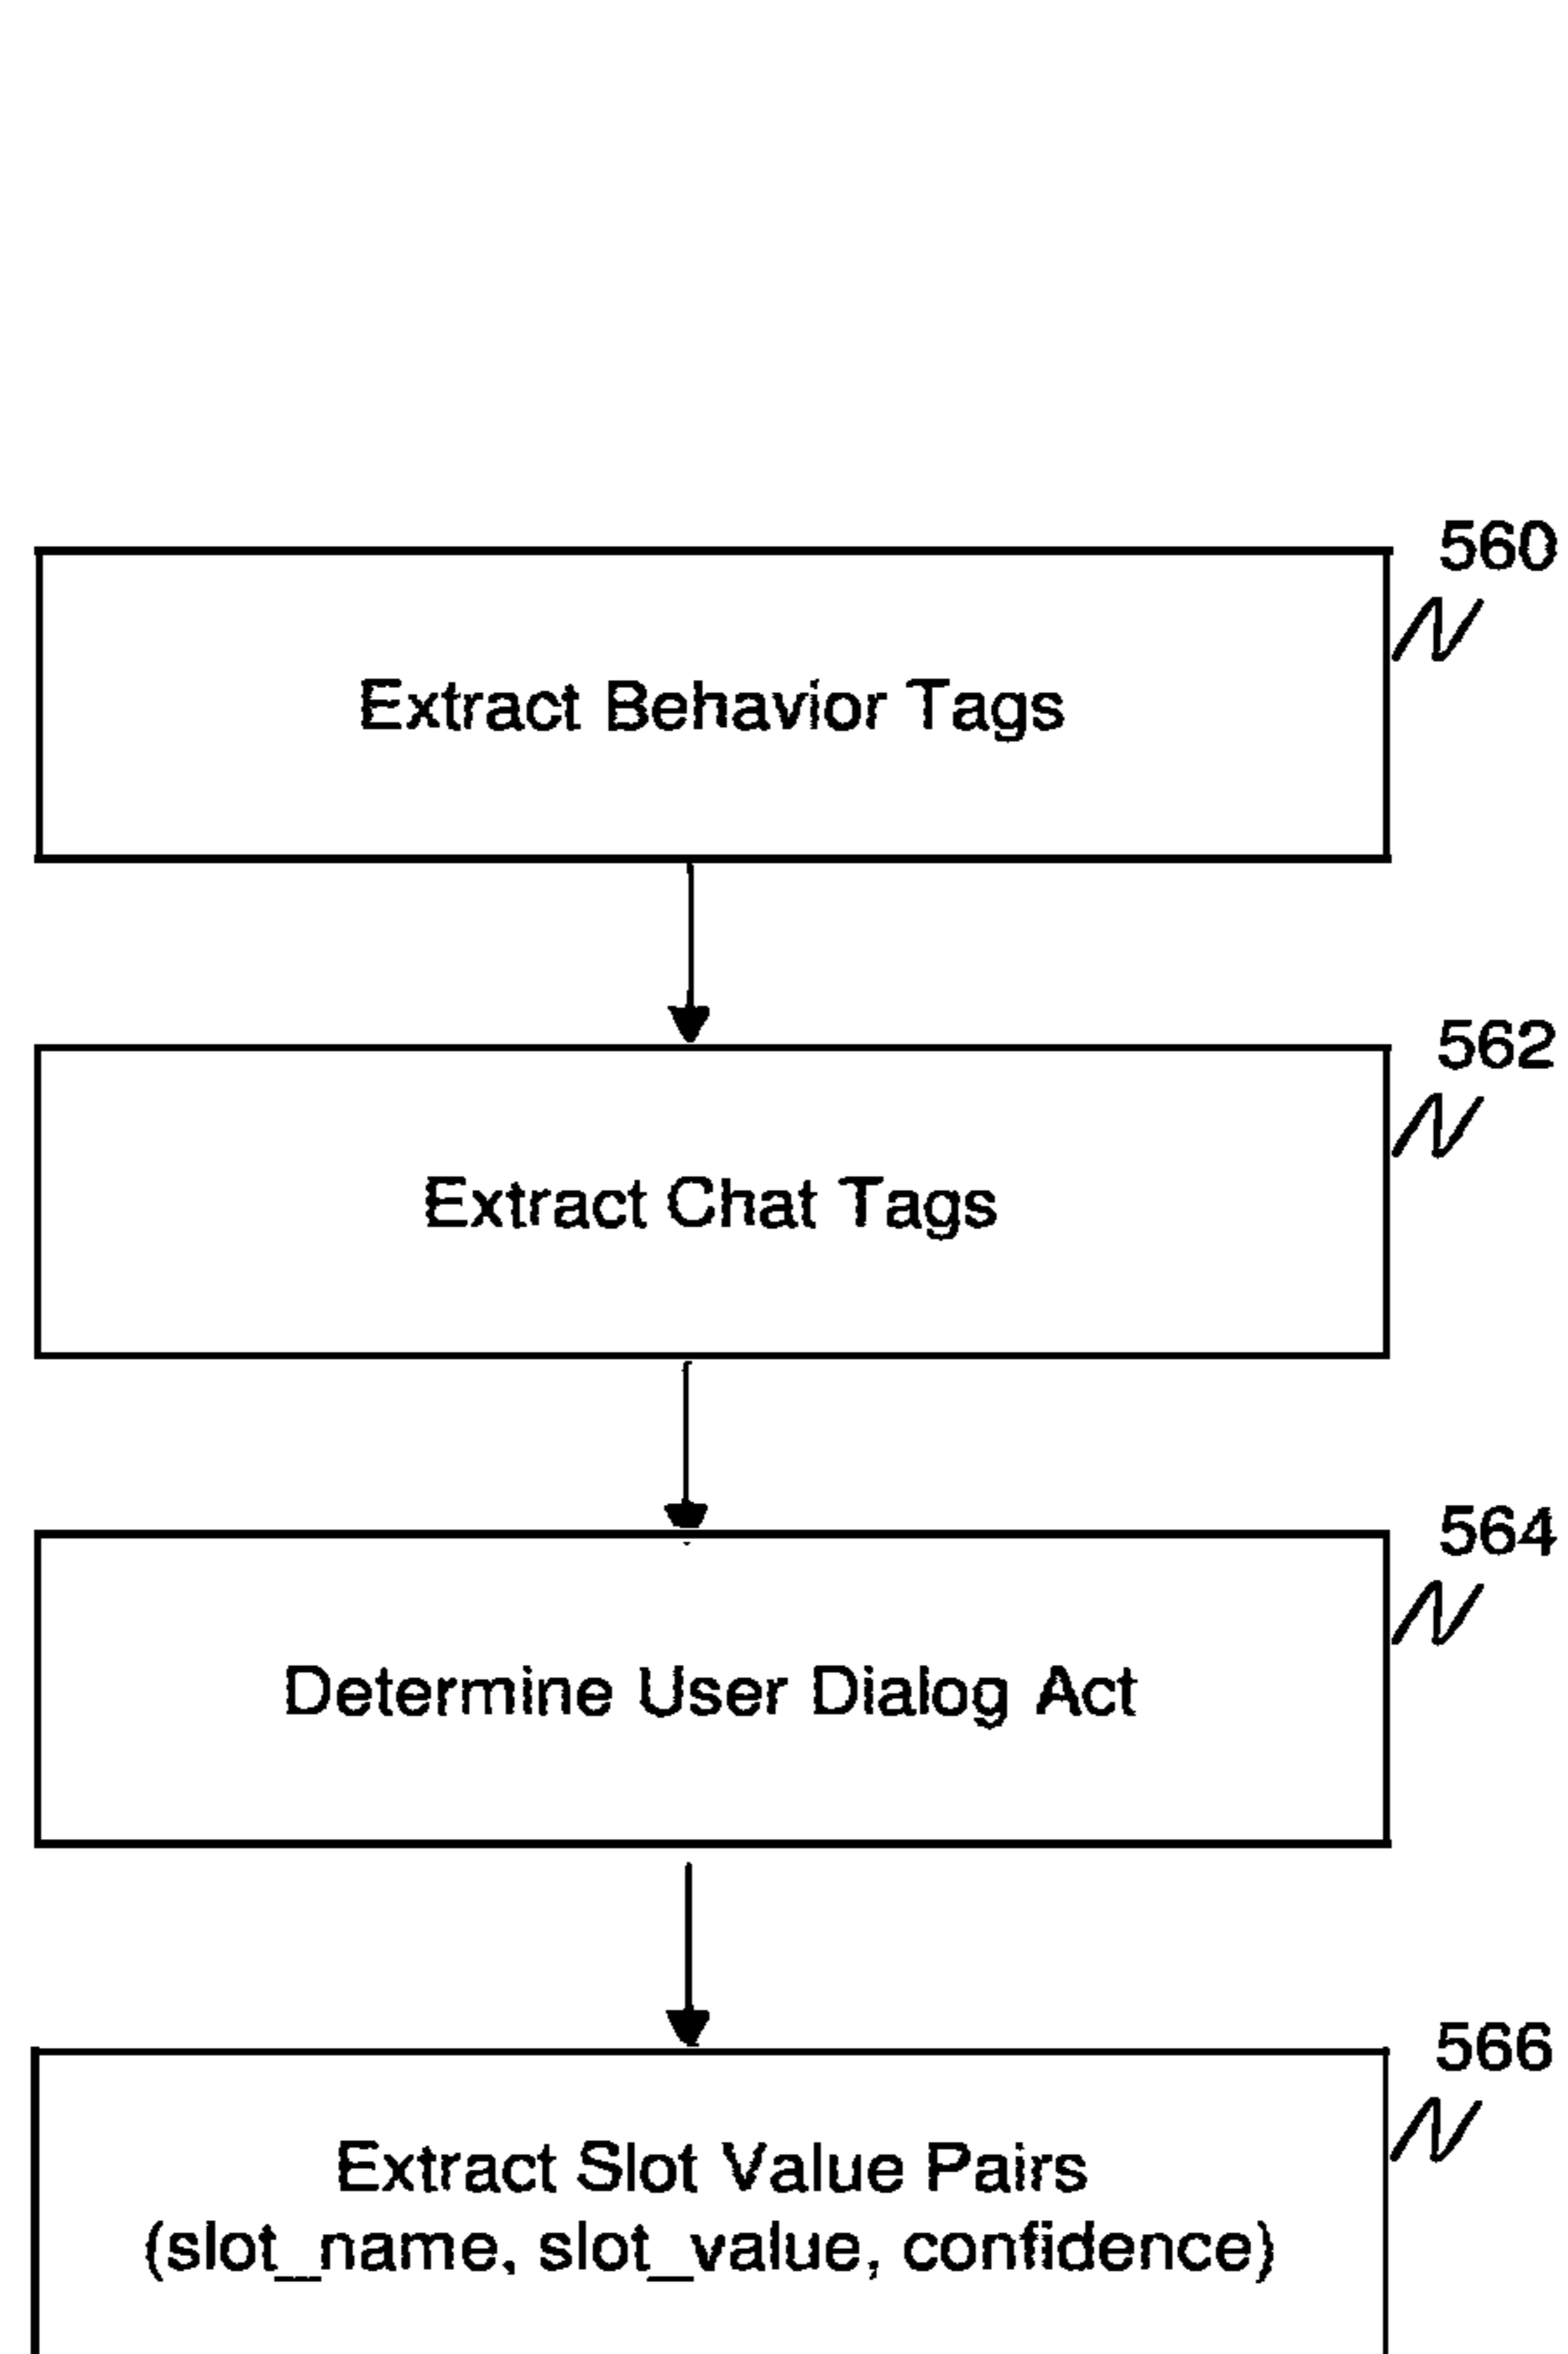 560
Extract Behavior Tags
562
Extract Chat Tags
564
Determine User Dialog Act
566
Extract Slot Value Pairs
(slot_name, slot_value, confidence)